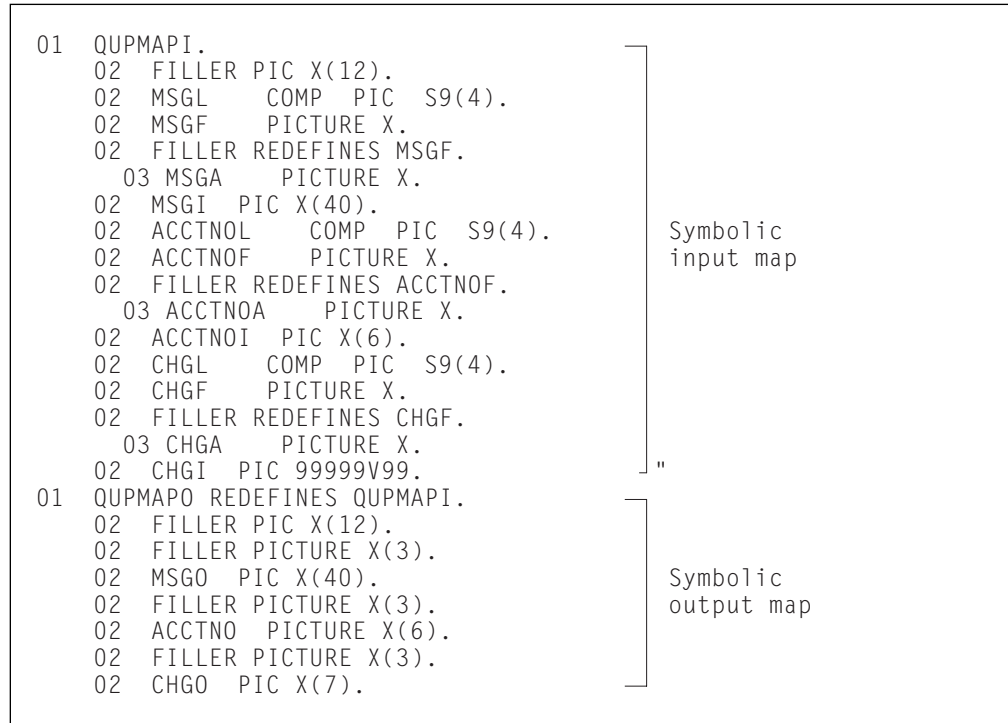 01  QUPMAPI.
    02  FILLER PIC X(12).
    02  MSGL    COMP  PIC  S9(4).
    02  MSGF    PICTURE X.
    02  FILLER REDEFINES MSGF.
      03 MSGA    PICTURE X.
    02  MSGI  PIC X(40).
    02  ACCTNOL    COMP  PIC  S9(4).    Symbolic
    02  ACCTNOF    PICTURE X.    input map
    02  FILLER REDEFINES ACCTNOF.
      03 ACCTNOA    PICTURE X.
    02  ACCTNOI  PIC X(6).
    02  CHGL    COMP  PIC  S9(4).
    02  CHGF    PICTURE X.
    02  FILLER REDEFINES CHGF.
      03 CHGA    PICTURE X.
    02  CHGI  PIC 99999V99.    "
01  QUPMAPO REDEFINES QUPMAPI.
    02  FILLER PIC X(12).
    02  FILLER PICTURE X(3).
    02  MSGO  PIC X(40).    Symbolic
    02  FILLER PICTURE X(3).    output map
    02  ACCTNO  PICTURE X(6).
    02  FILLER PICTURE X(3).
    02  CHGO  PIC X(7).